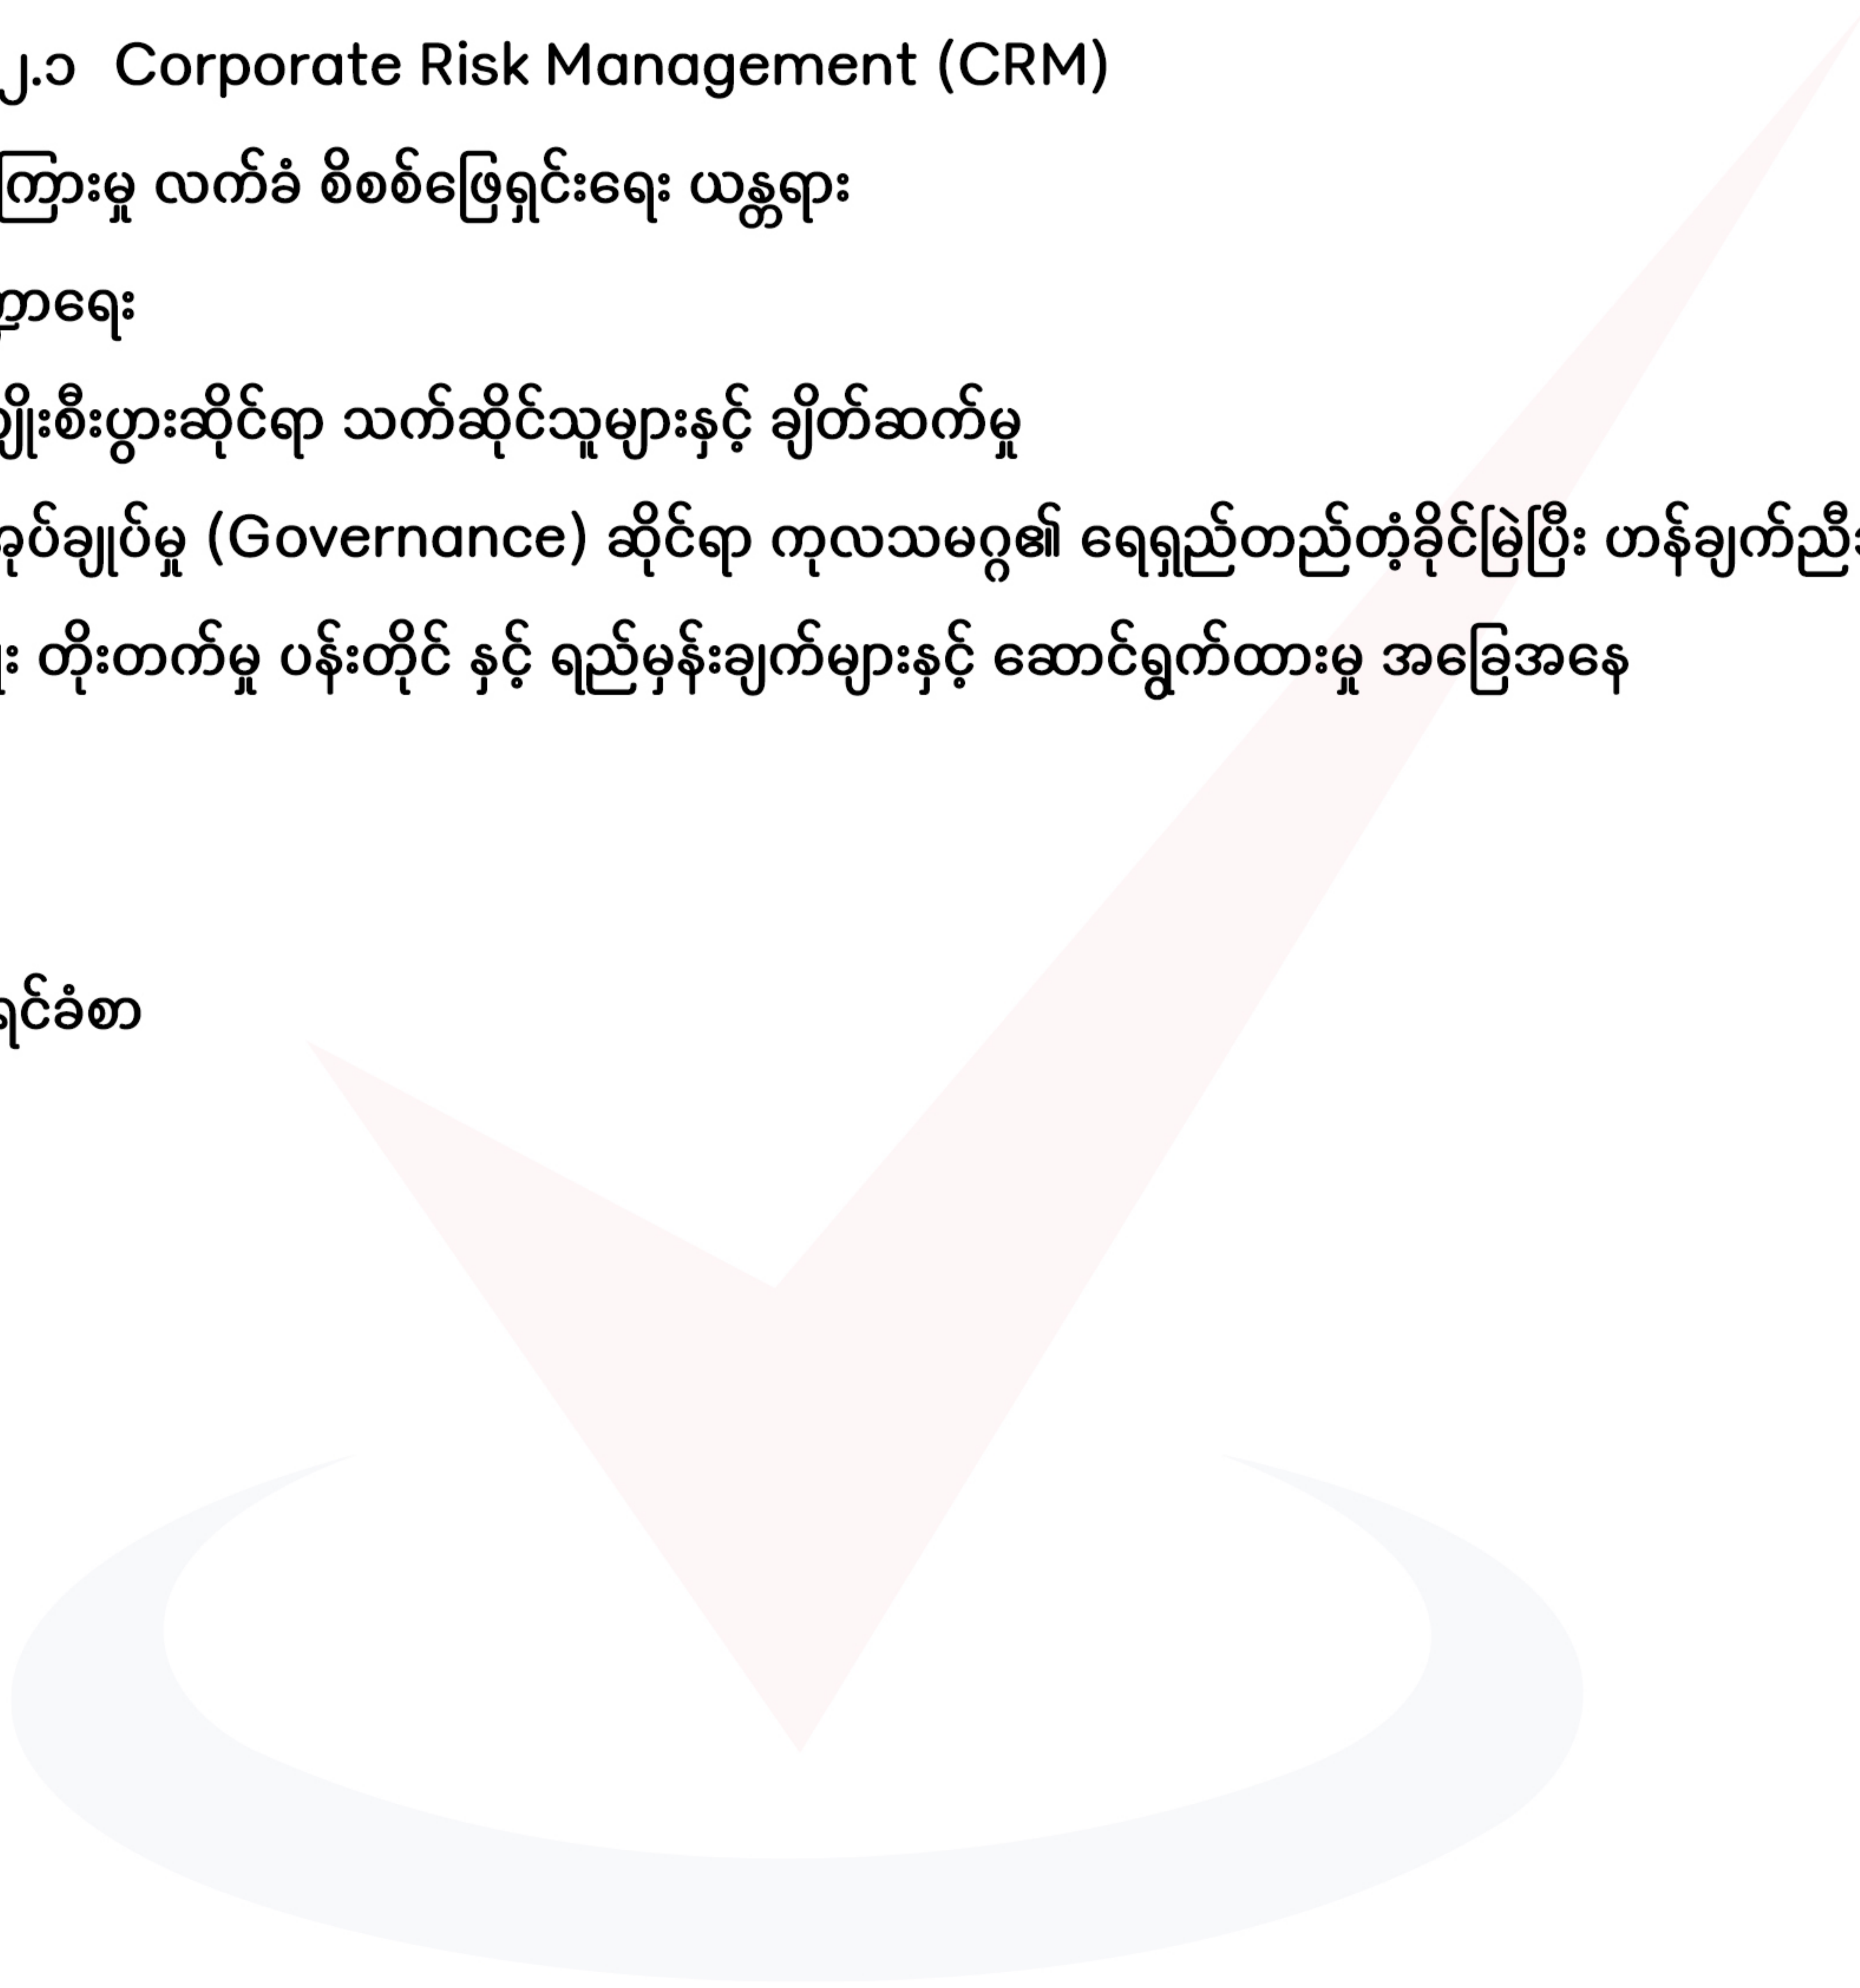 ၂.၁ Corporate Risk Management (CRM)
ကြားမှု လက်ခံ စိစစ်ဖြေရှင်းရေး ယန္တရား
ညာရေး
ကျိုးစီးပွားဆိုင်ရာ သက်ဆိုင်သူများနှင့် ချိတ်ဆက်မှု
အုပ်ချုပ်မှု (Governance) ဆိုင်ရာ ကုလသမဂ္ဂ၏ ရေရှည်တည်တံ့ခိုင်မြဲပြီး ဟန်ချက်ညီ
တိုးတက်မှု ပန်းတိုင် နှင့် ရည်မှန်းချက်များနှင့် ဆောင်ရွက်ထားမှု အခြေအနေ
ရင်ခံစာ